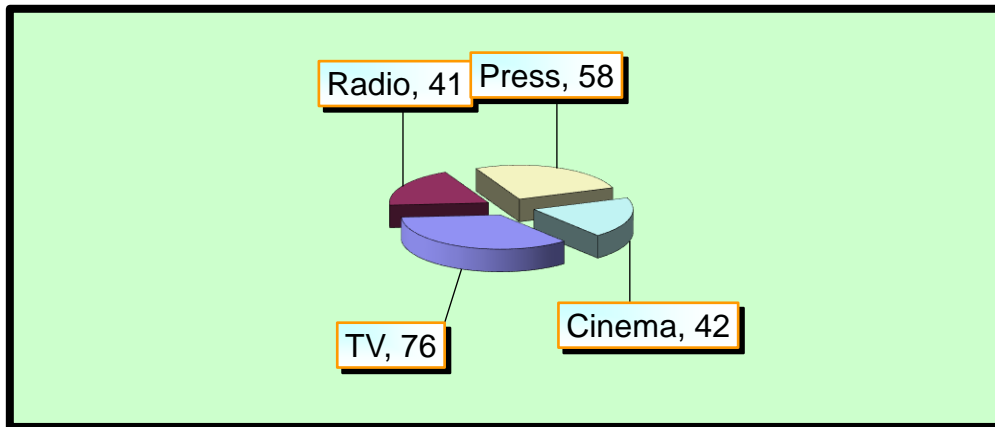 Radio, 41
Press, 58
TV, 76
Cinema, 42